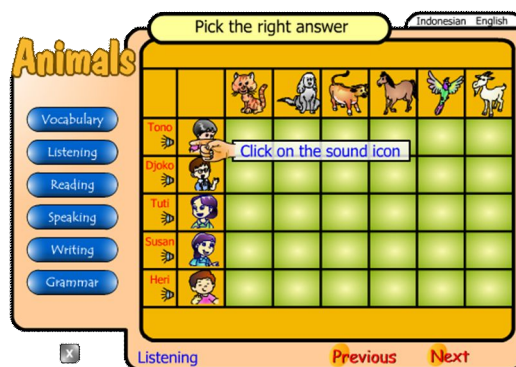 Pick the right answer
Indonesian English
Animals
Vocabulary
Listening
Reading
Speaking
Writing
Grammar
Tono
Click on the sound icon
Djoko
Tuti
Susan
Heri
X
Listening
Previous
Next